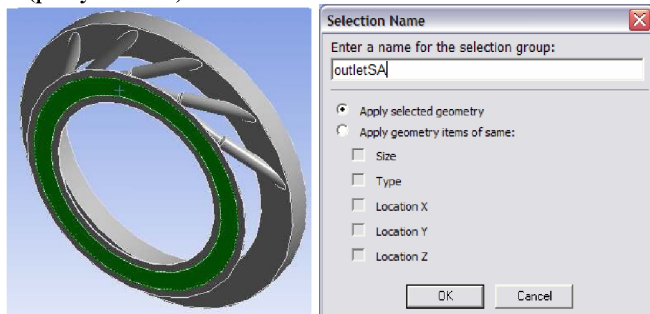 Selection Name
Enter a name for the selection group:
outletSA
Apply selected geometry
Apply geometry items of same:
Size
Type
Location X
Location Y
Location Z
OK Cancel